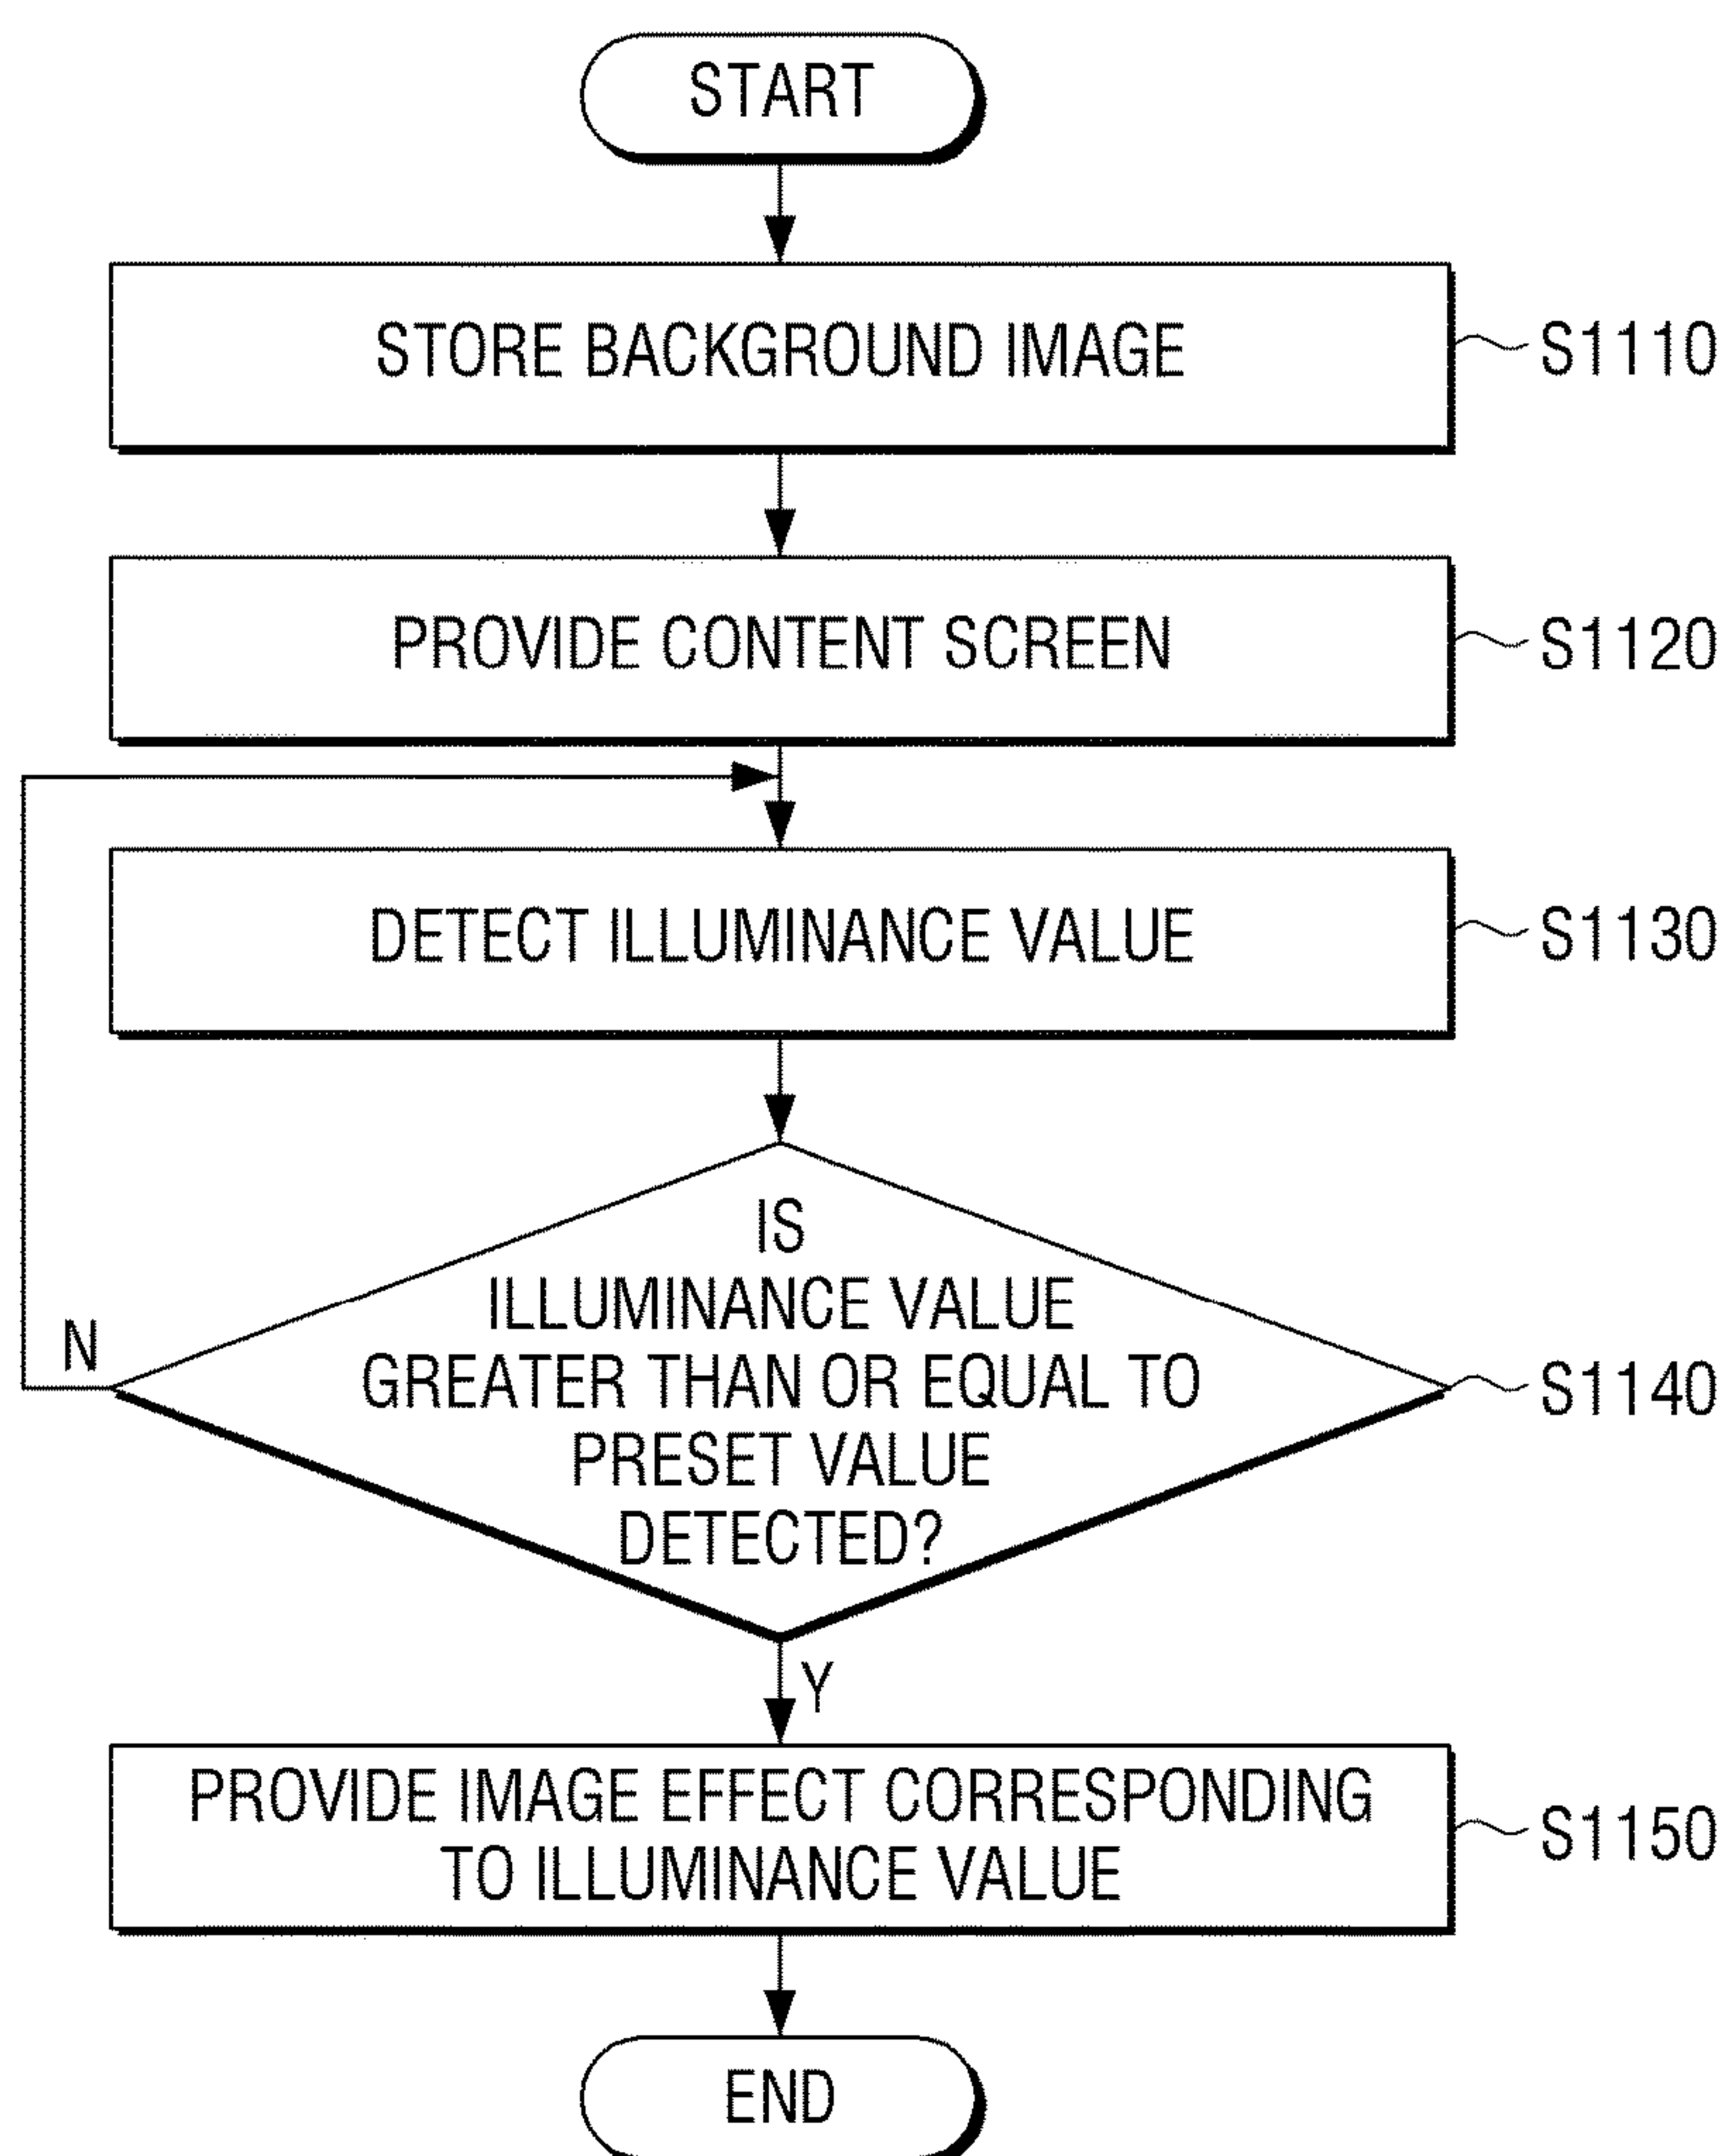 START
STORE BACKGROUND IMAGE
S1110
PROVIDE CONTENT SCREEN
S1120
DETECT ILLUMINANCE VALUE
S1130
IS
ILLUMINANCE VALUE
GREATER THAN OR EQUAL TO
PRESET VALUE
DETECTED?
N
S1140
Y
PROVIDE IMAGE EFFECT CORRESPONDING
TO ILLUMINANCE VALUE
S1150
END